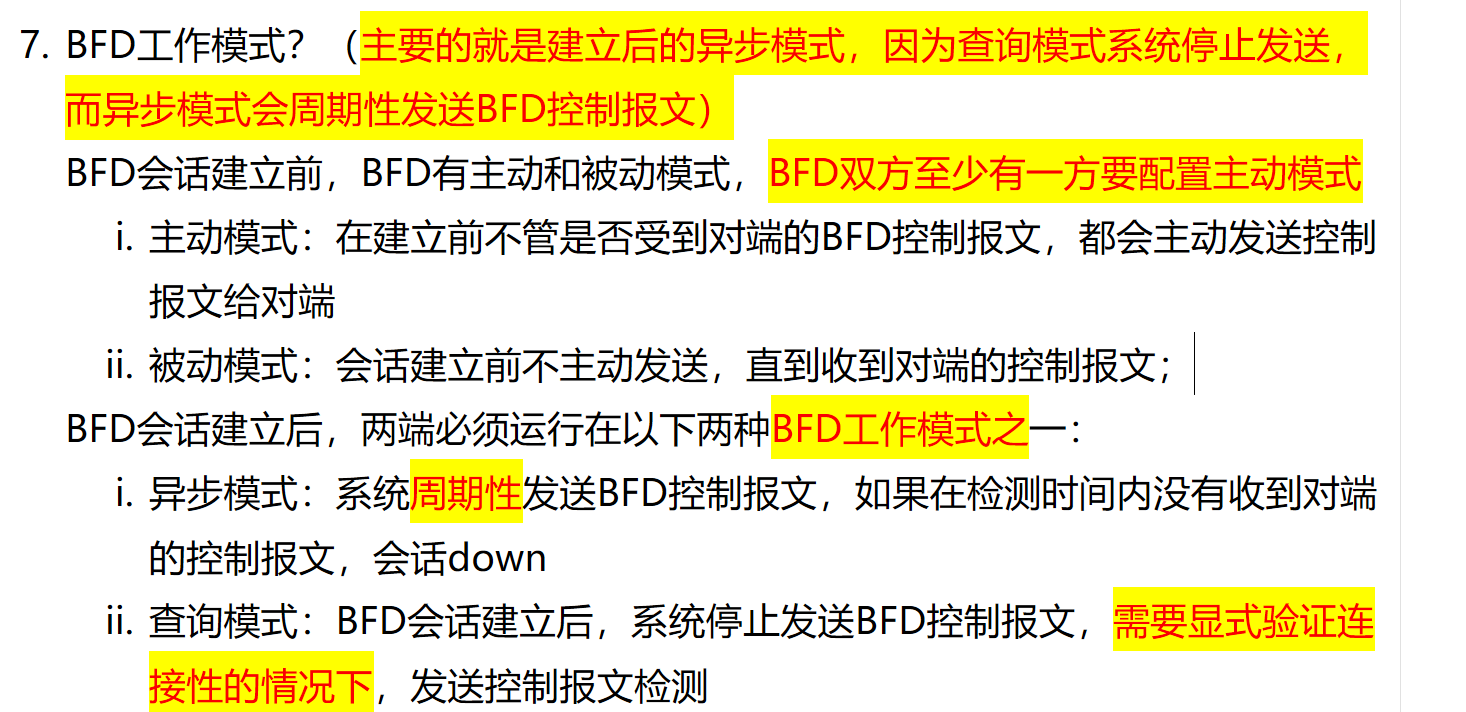 7. BFD工作模式？（主要的就是建立后的异步模式，因为查询模式系统停止发送，
而异步模式会周期性发送BFD控制报文）
BFD会话建立前，BFD有主动和被动模式，BFD双方至少有一方要配置主动模式
i. 主动模式：在建立前不管是否受到对端的BFD控制报文，都会主动发送控制
报文给对端
ii. 被动模式：会话建立前不主动发送，直到收到对端的控制报文；
BFD会话建立后，两端必须运行在以下两种BFD工作模式之一：
i. 异步模式：系统周期性发送BFD控制报文，如果在检测时间内没有收到对端
的控制报文，会话down
ii. 查询模式：BFD会话建立后，系统停止发送BFD控制报文，需要显式验证连
接性的情况下，发送控制报文检测